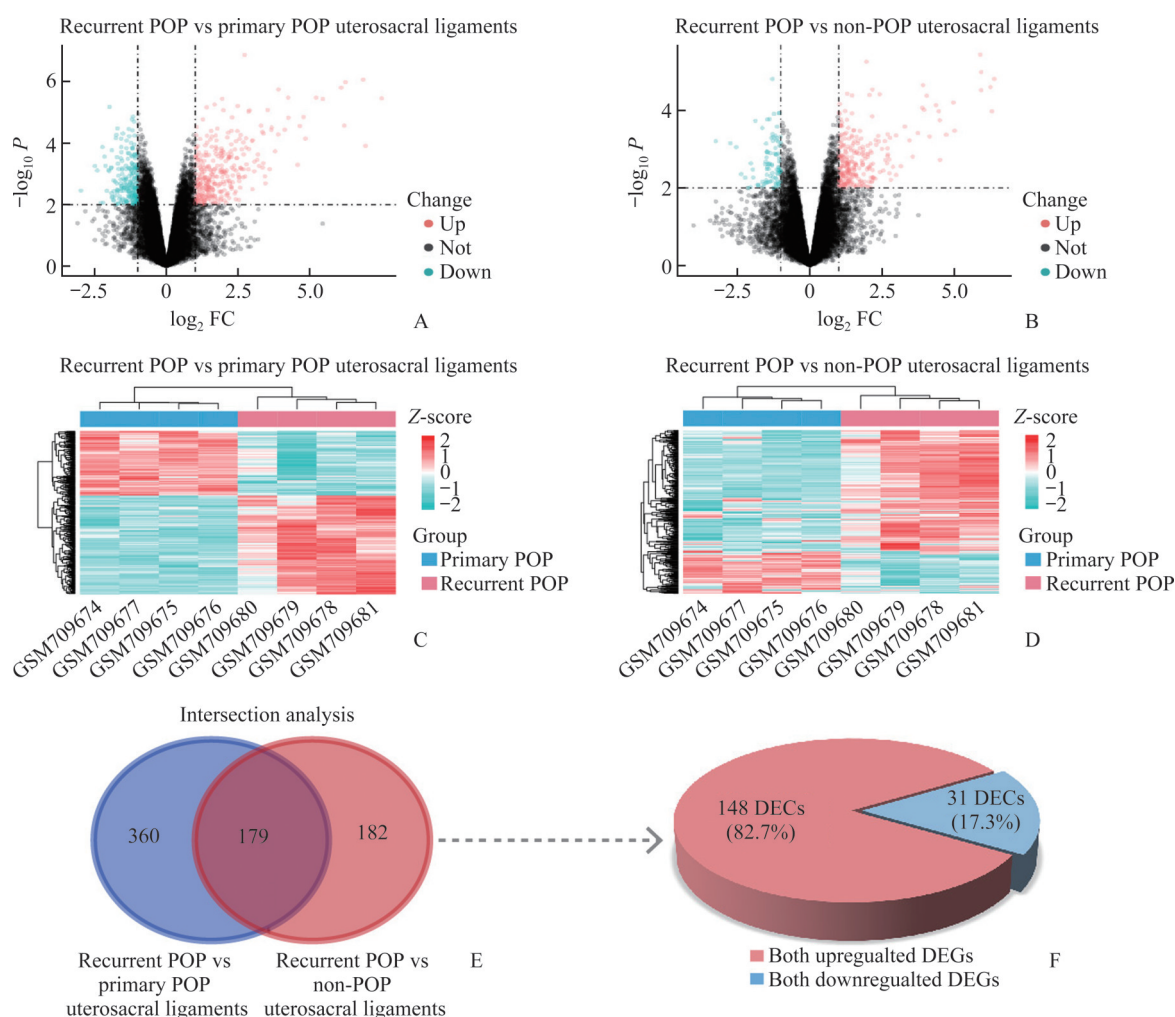 Recurrent POP vs primary POP uterosacral ligaments
−log10 P
6
4
2
0
−2.5
0
2.5
5.0
log2 FC
Change
Up
Not
Down
A
Recurrent POP vs non-POP uterosacral ligaments
−log10 P
4
2
0
−2.5
0
2.5
5.0
log2 FC
Change
Up
Not
Down
B
Recurrent POP vs primary POP uterosacral ligaments
Z-score
2
1
0
−1
−2
Group
Primary POP
Recurrent POP
GSM709674
GSM709677
GSM709675
GSM709676
GSM709680
GSM709679
GSM709678
GSM709681
C
Recurrent POP vs non-POP uterosacral ligaments
Z-score
2
1
0
−1
−2
Group
Primary POP
Recurrent POP
GSM709674
GSM709677
GSM709675
GSM709676
GSM709680
GSM709679
GSM709678
GSM709681
D
Intersection analysis
360
179
182
Recurrent POP vs
primary POP
uterosacral ligaments
Recurrent POP vs
non-POP
uterosacral ligaments
E
148 DECs
(82.7%)
31 DECs
(17.3%)
Both upregualted DEGs
Both downregualted DEGs
F